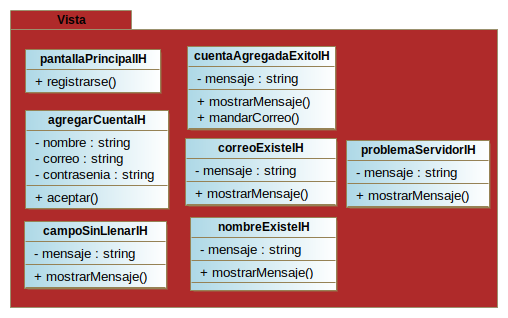 Vista
pantallaPrincipalIH
+ registrarse()
agregarCuentaIH
- nombre : string
- correo : string
- contrasenia : string
+ aceptar()
campoSinLlenarIH
- mensaje : string
+ mostrarMensaje()
cuentaAgregadaExitoIH
- mensaje : string
+ mostrarMensaje()
+ mandarCorreo()
correoExisteIH
- mensaje : string
+ mostrarMensaje()
nombreExisteIH
- mensaje : string
+ mostrarMensaje()
problemaServidorIH
- mensaje : string
+ mostrarMensaje()